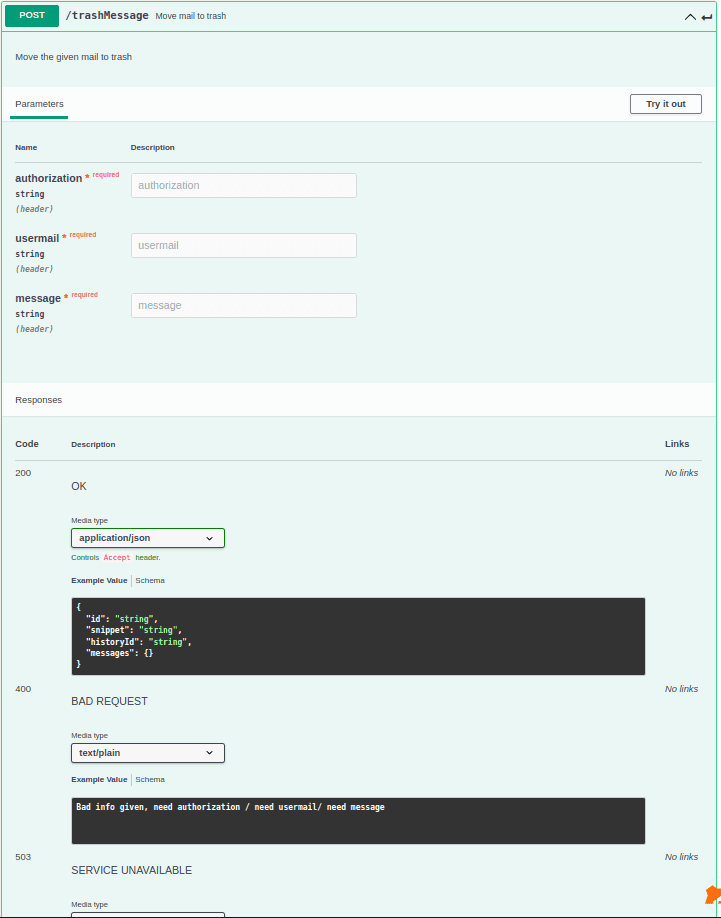 POST /trashMessage Move mail to trash
Move the given mail to trash
Parameters
Try it out
Name Description
authorization * required
string
(header)
authorization
usermail * required
string
(header)
usermail
message * required
string
(header)
message
Responses
Code Description Links
200 No links
OK
Media type
application/json
Controls Accept header.
Example Value Schema
{
"id": "string",
"snippet": "string",
"historyId": "string",
"messages": {}
}
400 No links
BAD REQUEST
Media type
text/plain
Example Value Schema
Bad info given, need authorization / need usermail/ need message
503 No links
SERVICE UNAVAILABLE
Media type